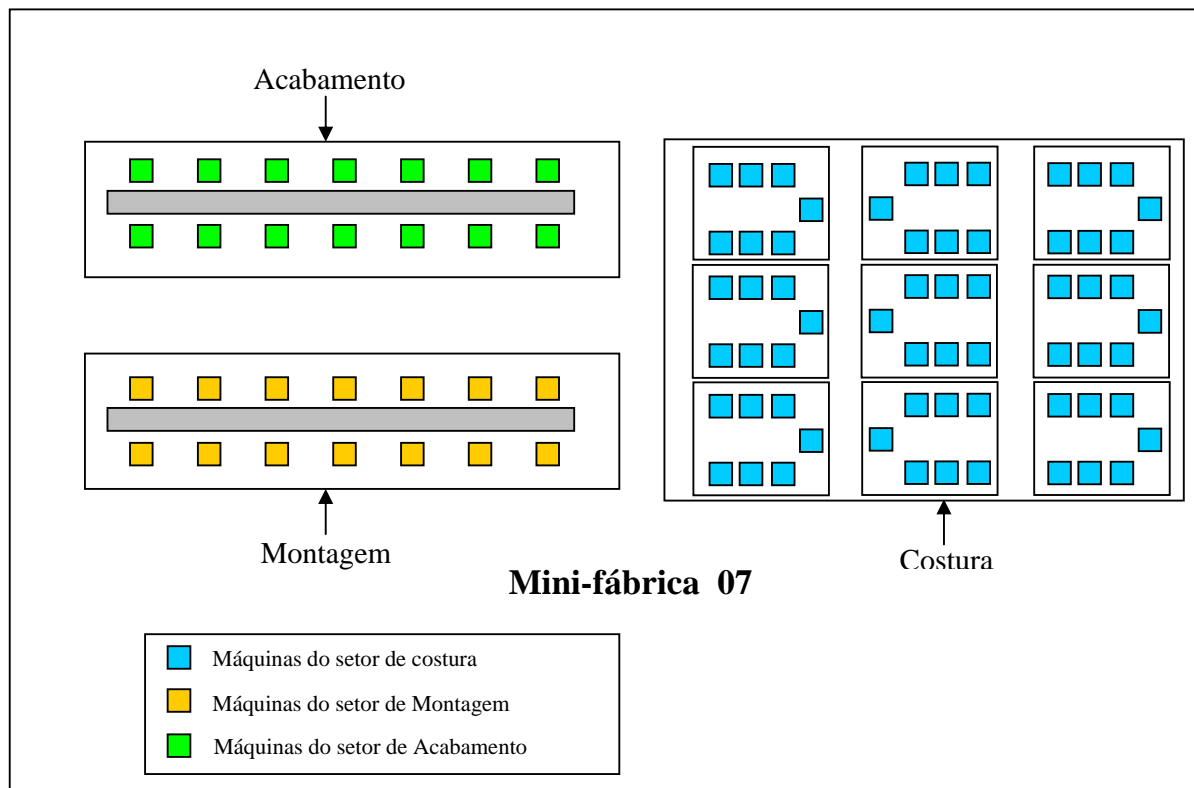 Acabamento
Montagem
Costura
Mini-fábrica 07
Máquinas do setor de costura
Máquinas do setor de Montagem
Máquinas do setor de Acabamento